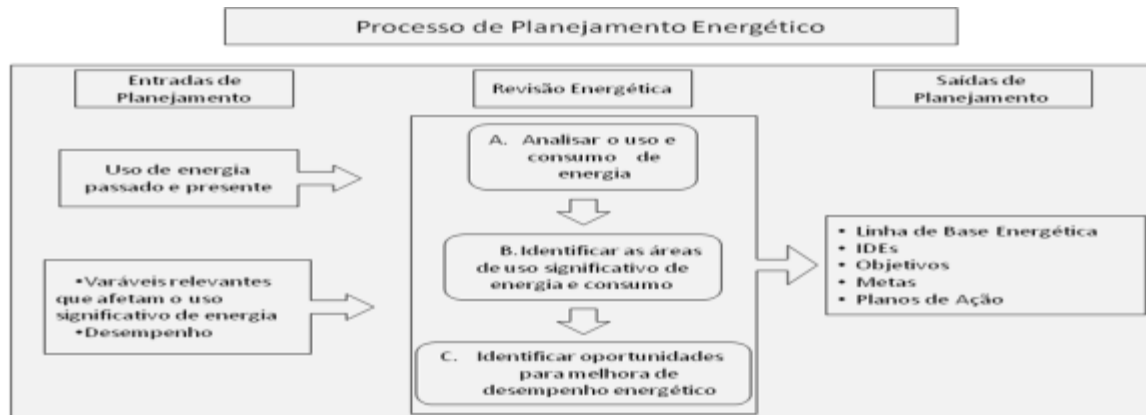 Processo de Planejamento Energético
Entradas de
Planejamento
Revisão Energética
Saídas de
Planejamento
Uso de energia
passado e presente
•Varáveis relevantes
que afetam o uso
significativo de energia
•Desempenho
A. Analisar o uso e
consumo de
energia
B. Identificar as áreas
de uso significativo de
energia e consumo
C. Identificar oportunidades
para melhora de
desempenho energético
• Linha de Base Energética
• IDEs
• Objetivos
• Metas
• Planos de Ação